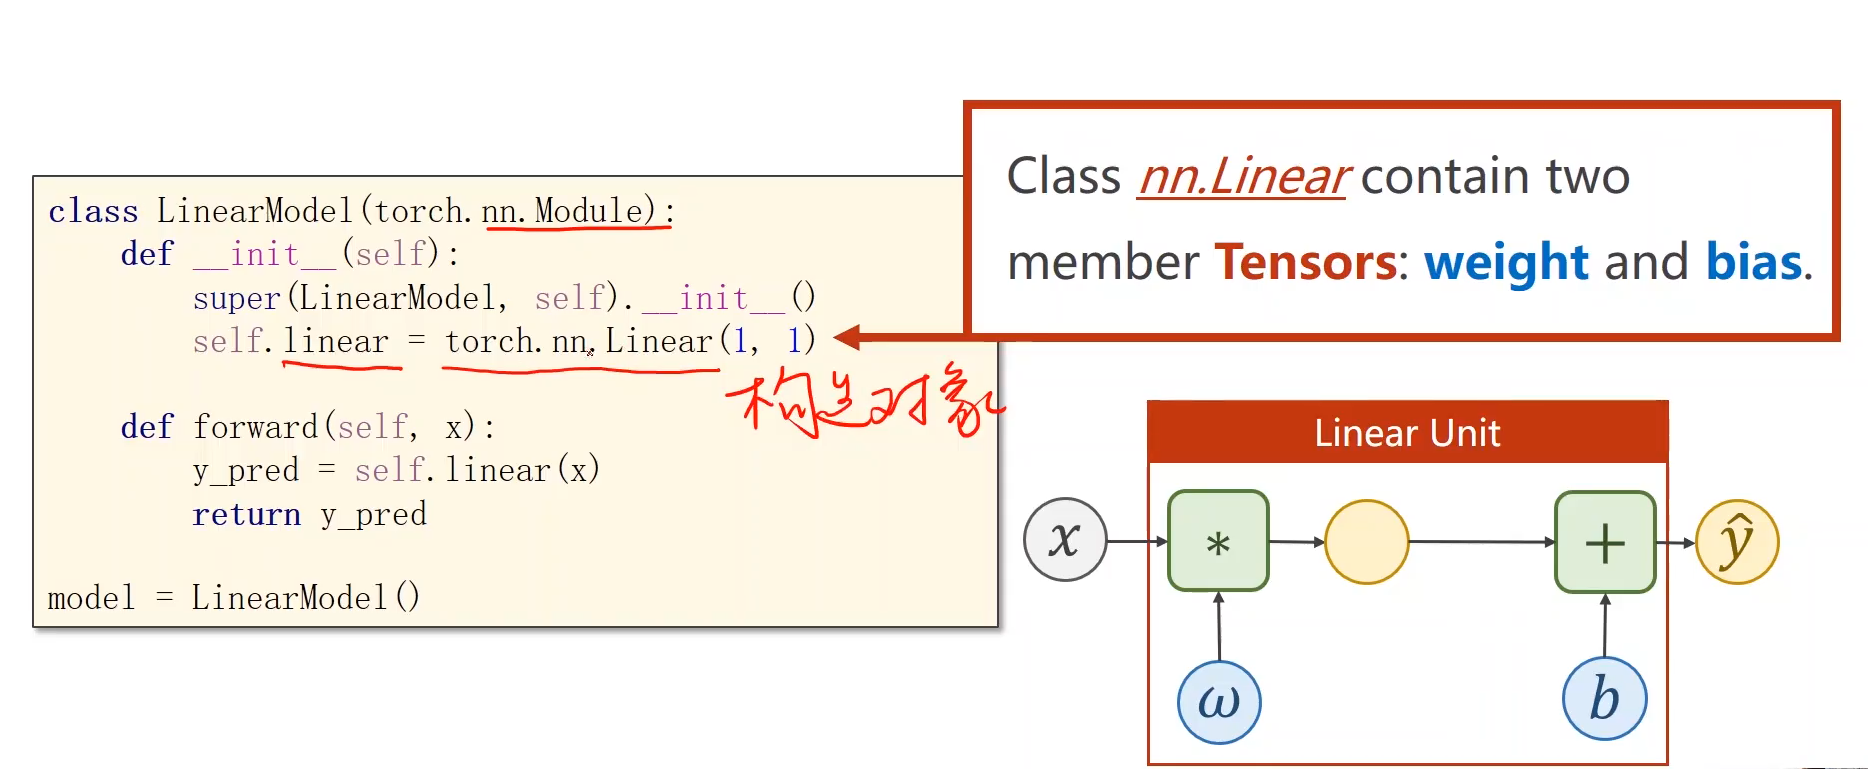 class LinearModel(torch.nn.Module):
def __init__(self):
super(LinearModel, self).__init__()
self.linear = torch.nn.Linear(1, 1)
构造对象
def forward(self, x):
y_pred = self.linear(x)
return y_pred
model = LinearModel()
Class nn.Linear contain two
member Tensors: weight and bias.
Linear Unit
x
*
+
ŷ
ω
b